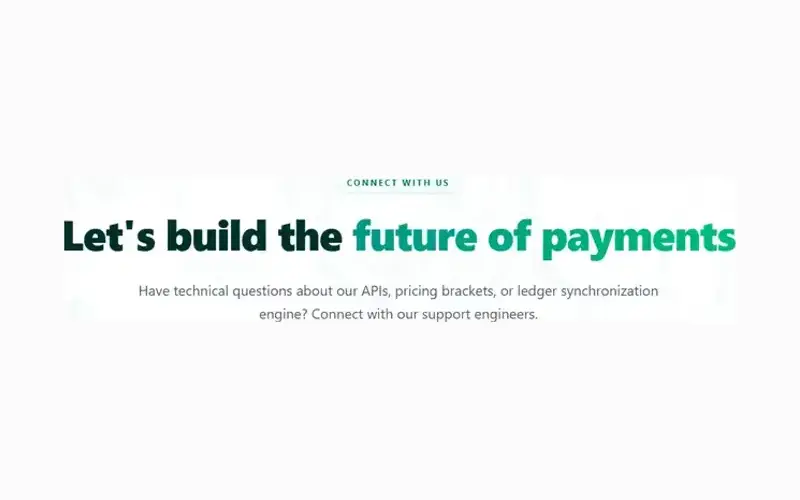 CONNECT WITH US
Let's build the future of payments
Have technical questions about our APIs, pricing brackets, or ledger synchronization
engine? Connect with our support engineers.